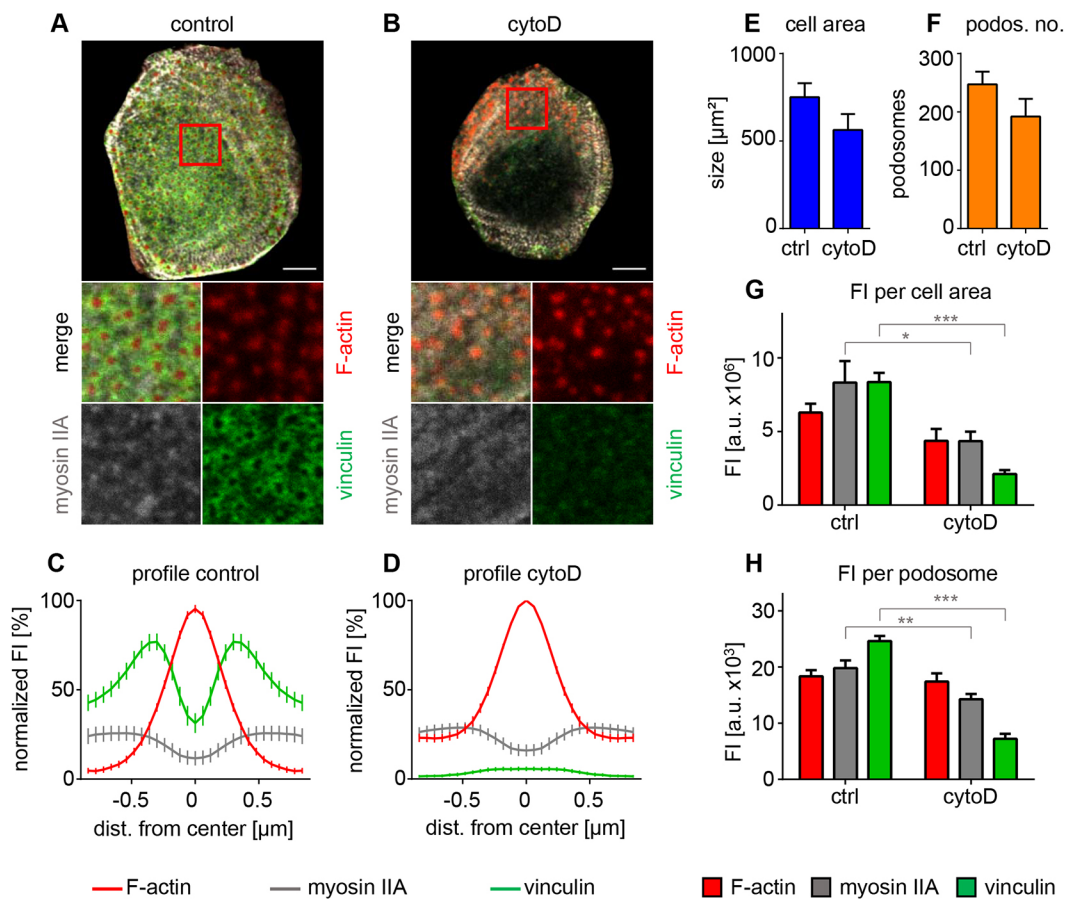 A control
merge
F-actin
myosin IIA
vinculin
B cytoD
merge
F-actin
myosin IIA
vinculin
C profile control
normalized FI [%]
100
50
0
-0.5 0 0.5
dist. from center [µm]
D profile cytoD
normalized FI [%]
100
50
0
-0.5 0 0.5
dist. from center [µm]
F-actin myosin IIA vinculin
E cell area
size [µm²]
1000
500
0
ctrl cytoD
F podos. no.
podosomes
300
200
100
0
ctrl cytoD
G FI per cell area
FI [a.u. x10⁶]
***
*
10
5
0
ctrl cytoD
H FI per podosome
FI [a.u. x10³]
***
**
30
20
10
0
ctrl cytoD
F-actin myosin IIA vinculin